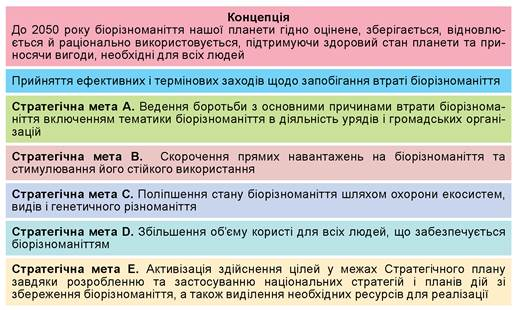 Концепція
До 2050 року біорізноманіття нашої планети гідно оцінене, зберігається, відновлю-
ється й раціонально використовується, підтримуючи здоровий стан планети та при-
носячи вигоди, необхідні для всіх людей
Прийняття ефективних і термінових заходів щодо запобігання втраті біорізноманіття
Стратегічна мета А. Ведення боротьби з основними причинами втрати біорізнома-
ніття включенням тематики біорізноманіття в діяльність урядів і громадських органі-
зацій
Стратегічна мета В. Скорочення прямих навантажень на біорізноманіття та
стимулювання його стійкого використання
Стратегічна мета С. Поліпшення стану біорізноманіття шляхом охорони екосистем,
видів і генетичного різноманіття
Стратегічна мета D. Збільшення об'єму користі для всіх людей, що забезпечується
біорізноманіттям
Стратегічна мета Е. Активізація здійснення цілей у межах Стратегічного плану
завдяки розробленню та застосуванню національних стратегій і планів дій зі
збереження біорізноманіття, а також виділення необхідних ресурсів для реалізації